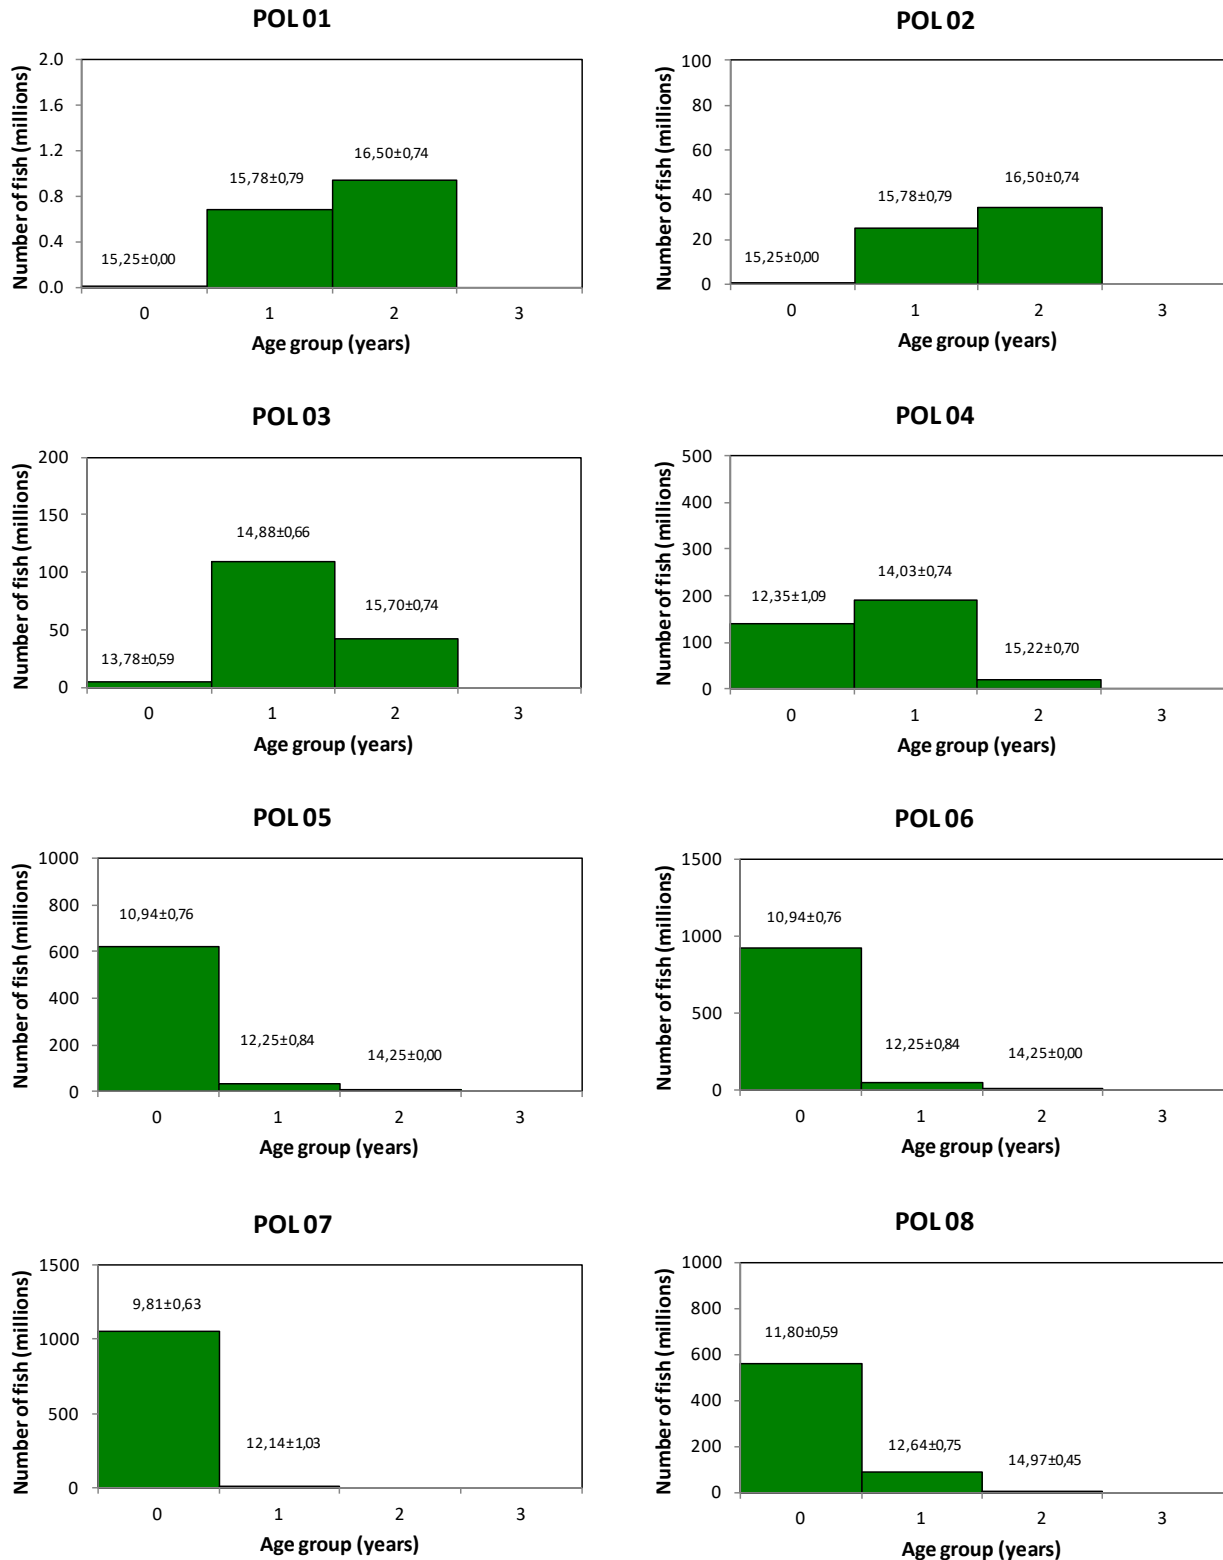 POL 01
Number of fish (millions)
2.0
1.6
1.2
0.8
0.4
0.0
15,25±0,00
15,78±0,79
16,50±0,74
0 1 2 3
Age group (years)
POL 02
Number of fish (millions)
100
80
60
40
20
0
15,25±0,00
15,78±0,79
16,50±0,74
0 1 2 3
Age group (years)
POL 03
Number of fish (millions)
200
150
100
50
0
13,78±0,59
14,88±0,66
15,70±0,74
0 1 2 3
Age group (years)
POL 04
Number of fish (millions)
500
400
300
200
100
0
12,35±1,09
14,03±0,74
15,22±0,70
0 1 2 3
Age group (years)
POL 05
Number of fish (millions)
1000
800
600
400
200
0
10,94±0,76
12,25±0,84
14,25±0,00
0 1 2 3
Age group (years)
POL 06
Number of fish (millions)
1500
1000
500
0
10,94±0,76
12,25±0,84
14,25±0,00
0 1 2 3
Age group (years)
POL 07
Number of fish (millions)
1500
1000
500
0
9,81±0,63
12,14±1,03
0 1 2 3
Age group (years)
POL 08
Number of fish (millions)
1000
800
600
400
200
0
11,80±0,59
12,64±0,75
14,97±0,45
0 1 2 3
Age group (years)